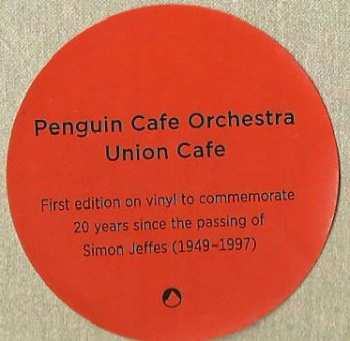 Penguin Cafe Orchestra
Union Cafe
First edition on vinyl to commemorate
20 years since the passing of
Simon Jeffes (1949–1997)